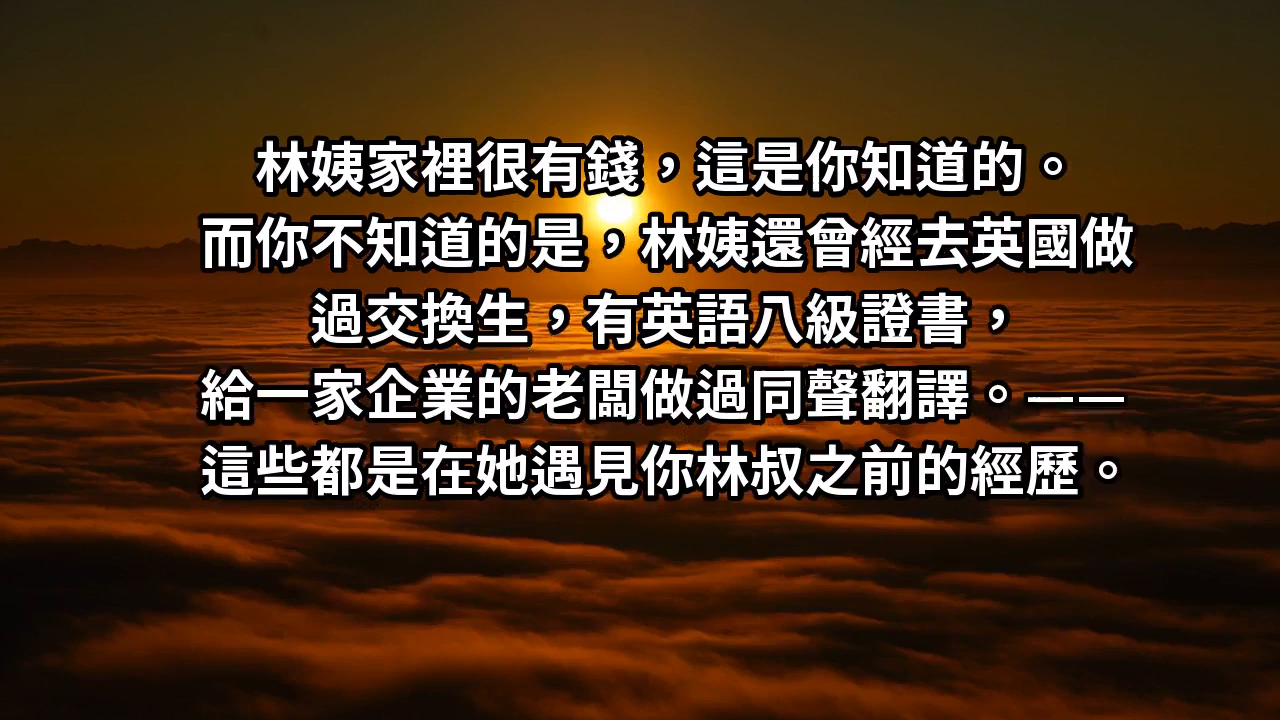 林姨家裡很有錢，這是你知道的。
而你不知道的是，林姨還曾經去英國做
過交換生，有英語八級證書，
給一家企業的老闆做過同聲翻譯。——
這些都是在她遇見你林叔之前的經歷。